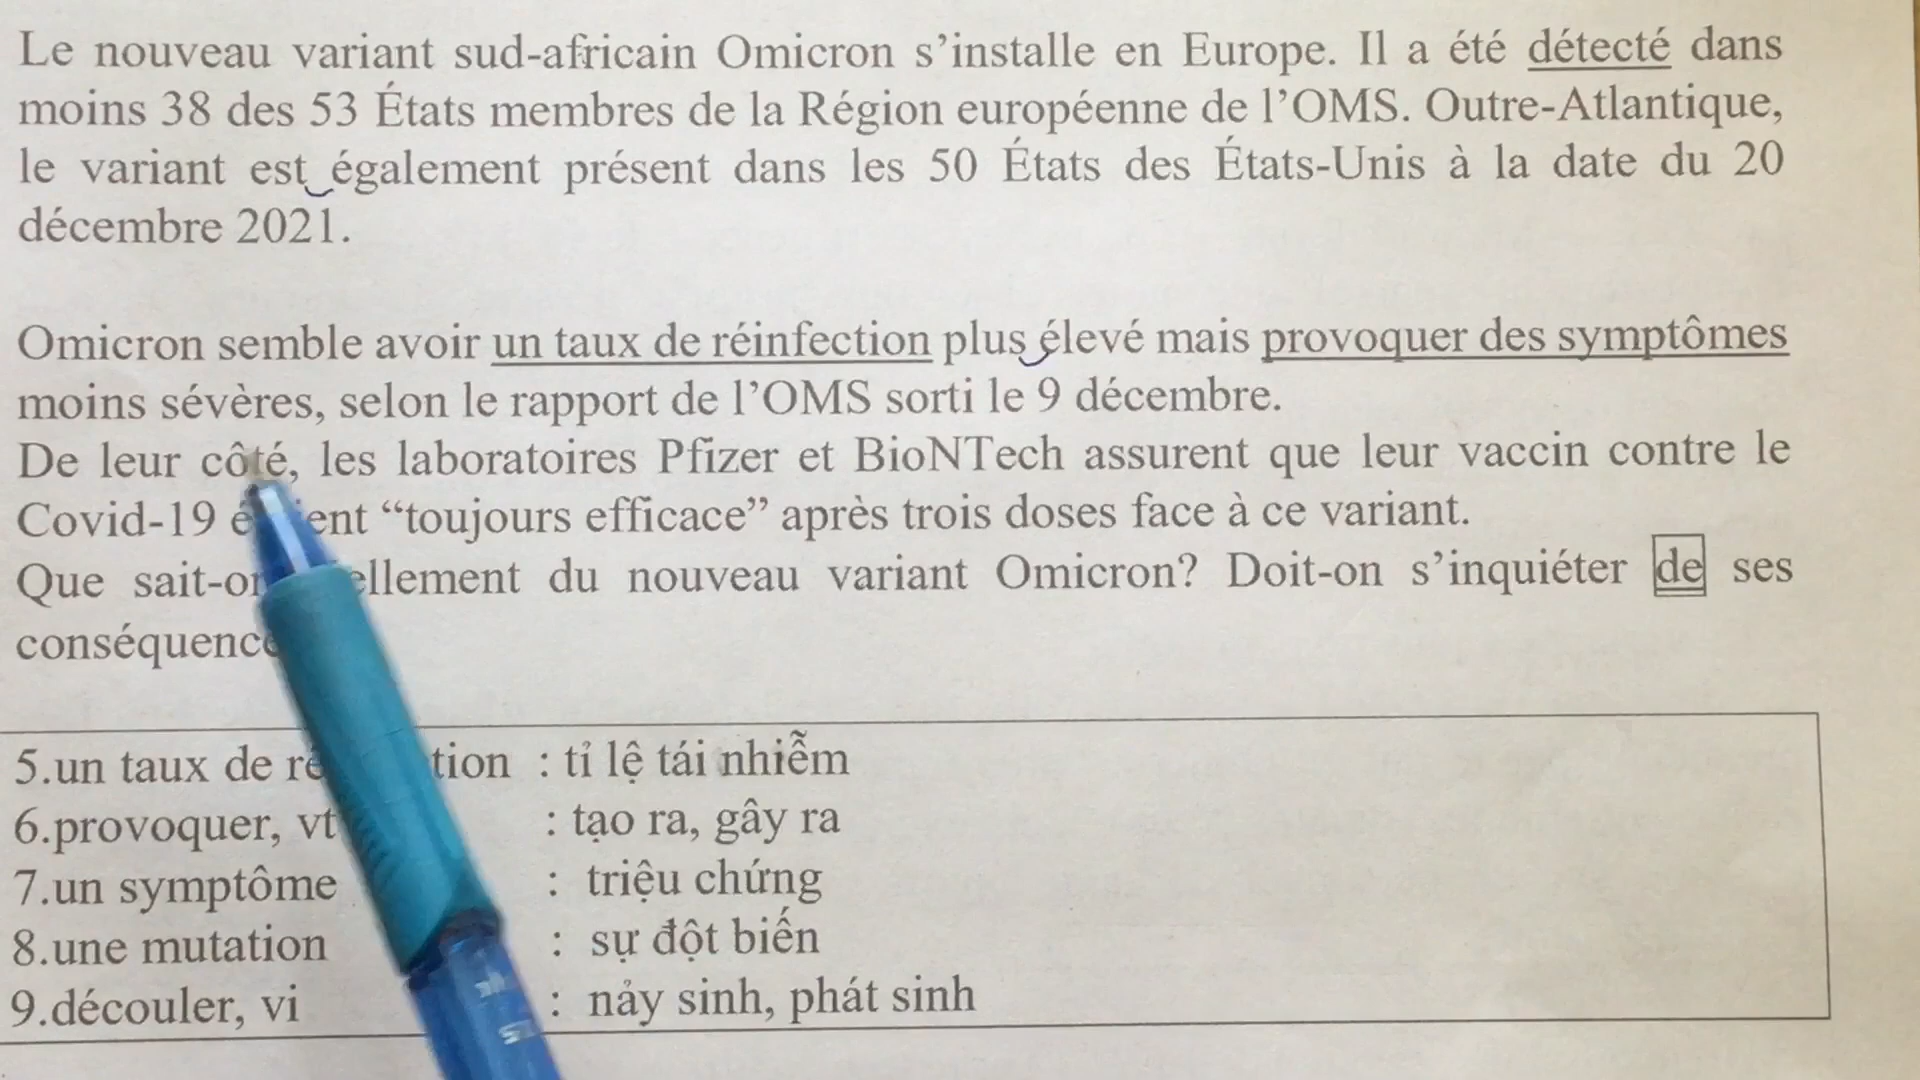 Le nouveau variant sud-africain Omicron s’installe en Europe. Il a été détecté dans
moins 38 des 53 États membres de la Région européenne de l’OMS. Outre-Atlantique,
le variant est également présent dans les 50 États des États-Unis à la date du 20
décembre 2021.
Omicron semble avoir un taux de réinfection plus élevé mais provoquer des symptômes
moins sévères, selon le rapport de l’OMS sorti le 9 décembre.
De leur côté, les laboratoires Pfizer et BioNTech assurent que leur vaccin contre le
Covid-19 “toujours efficace” après trois doses face à ce variant.
Que du nouveau variant Omicron? Doit-on s’inquiéter de ses
5.un taux de : tỉ lệ tái nhiễm
6.provoquer, vt : tạo ra, gây ra
7.un symptôme : triệu chứng
8.une mutation : sự đột biến
9.découler, vi : nảy sinh, phát sinh